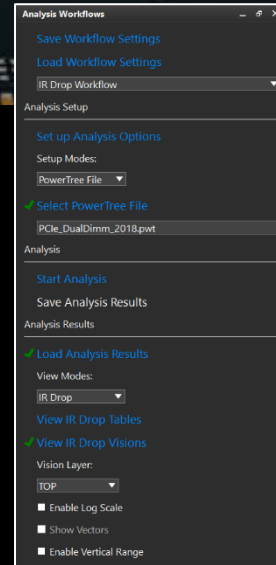 Analysis Workflows
Save Workflow Settings
Load Workflow Settings
IR Drop Workflow
Analysis Setup
Set up Analysis Options
Setup Modes:
PowerTree File
Select PowerTree File
PCIe_DualDimm_2018.pwt
Analysis
Start Analysis
Save Analysis Results
Analysis Results
Load Analysis Results
View Modes:
IR Drop
View IR Drop Tables
View IR Drop Visions
Vision Layer:
TOP
Enable Log Scale
Show Vectors
Enable Vertical Range